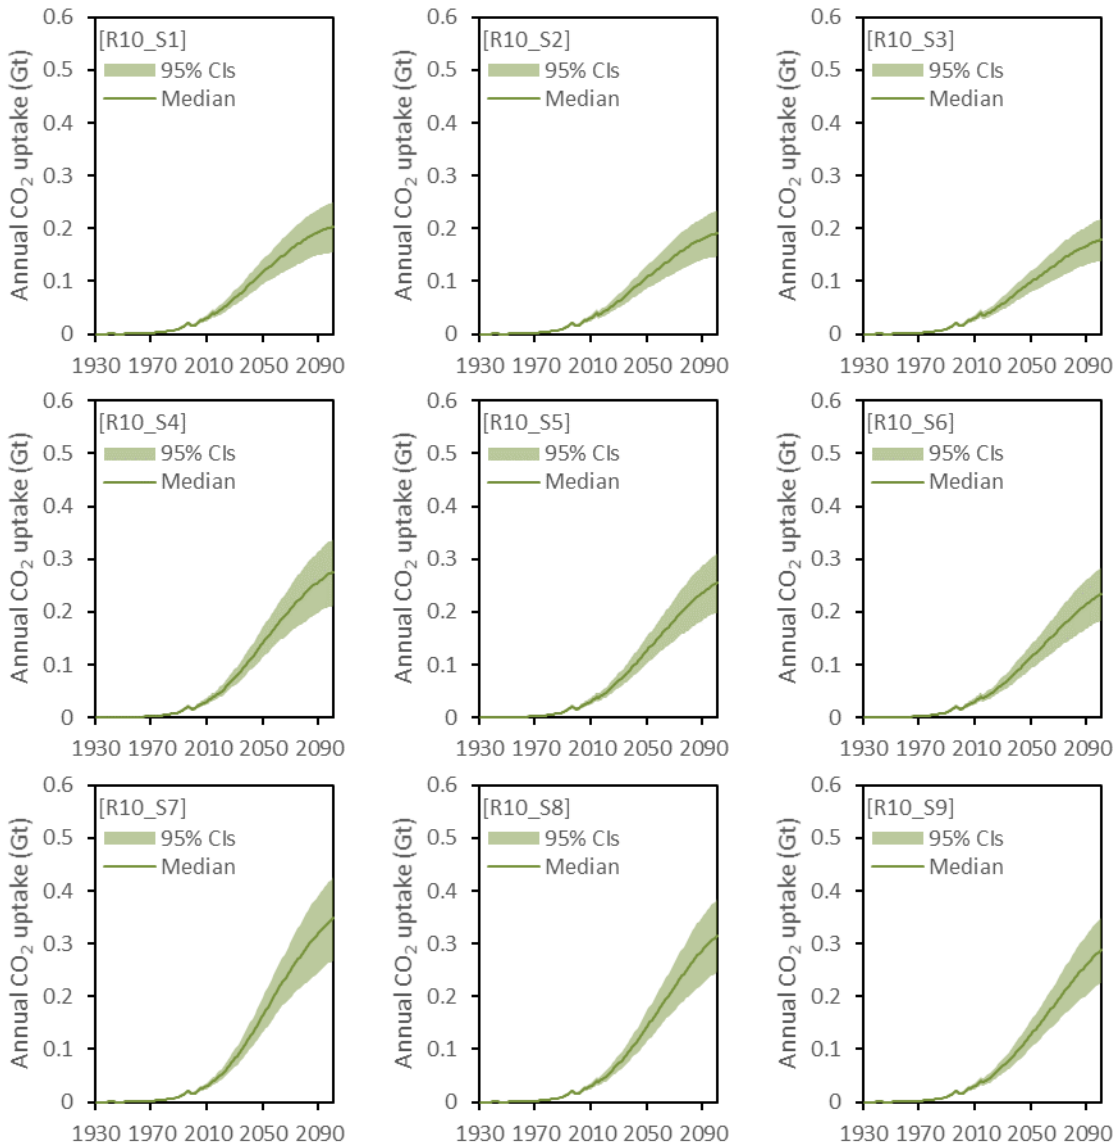 0.6
[R10_S1]
0.5
95% CIs
0.4
Median
0.3
0.2
0.1
0
Annual CO₂ uptake (Gt)
1930 1970 2010 2050 2090
0.6
[R10_S2]
0.5
95% CIs
0.4
Median
0.3
0.2
0.1
0
Annual CO₂ uptake (Gt)
1930 1970 2010 2050 2090
0.6
[R10_S3]
0.5
95% CIs
0.4
Median
0.3
0.2
0.1
0
Annual CO₂ uptake (Gt)
1930 1970 2010 2050 2090
0.6
[R10_S4]
0.5
95% CIs
0.4
Median
0.3
0.2
0.1
0
Annual CO₂ uptake (Gt)
1930 1970 2010 2050 2090
0.6
[R10_S5]
0.5
95% CIs
0.4
Median
0.3
0.2
0.1
0
Annual CO₂ uptake (Gt)
1930 1970 2010 2050 2090
0.6
[R10_S6]
0.5
95% CIs
0.4
Median
0.3
0.2
0.1
0
Annual CO₂ uptake (Gt)
1930 1970 2010 2050 2090
0.6
[R10_S7]
0.5
95% CIs
0.4
Median
0.3
0.2
0.1
0
Annual CO₂ uptake (Gt)
1930 1970 2010 2050 2090
0.6
[R10_S8]
0.5
95% CIs
0.4
Median
0.3
0.2
0.1
0
Annual CO₂ uptake (Gt)
1930 1970 2010 2050 2090
0.6
[R10_S9]
0.5
95% CIs
0.4
Median
0.3
0.2
0.1
0
Annual CO₂ uptake (Gt)
1930 1970 2010 2050 2090